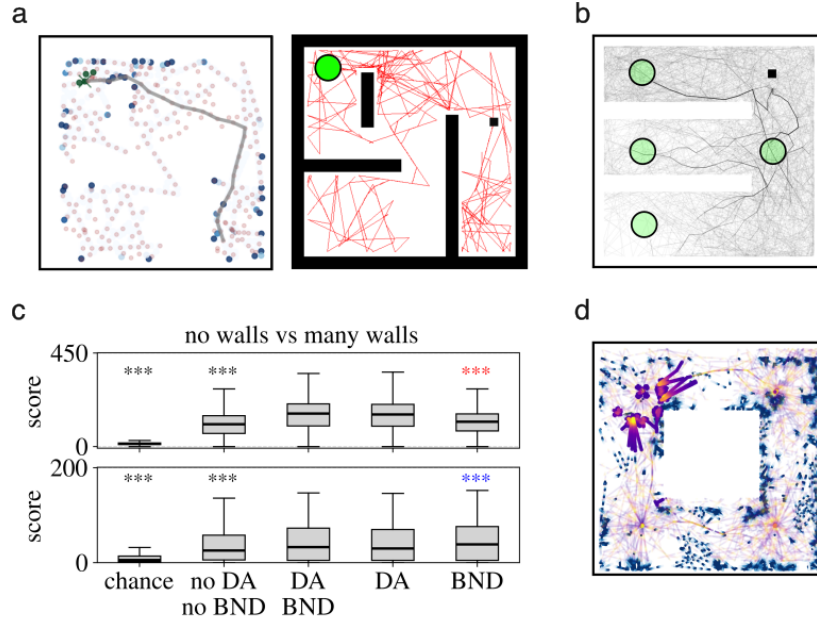 a
b
c
no walls vs many walls
450
score
0
*** *** ***
200
score
0
*** *** ***
chance
no DA
no BND
DA
BND
DA
BND
d